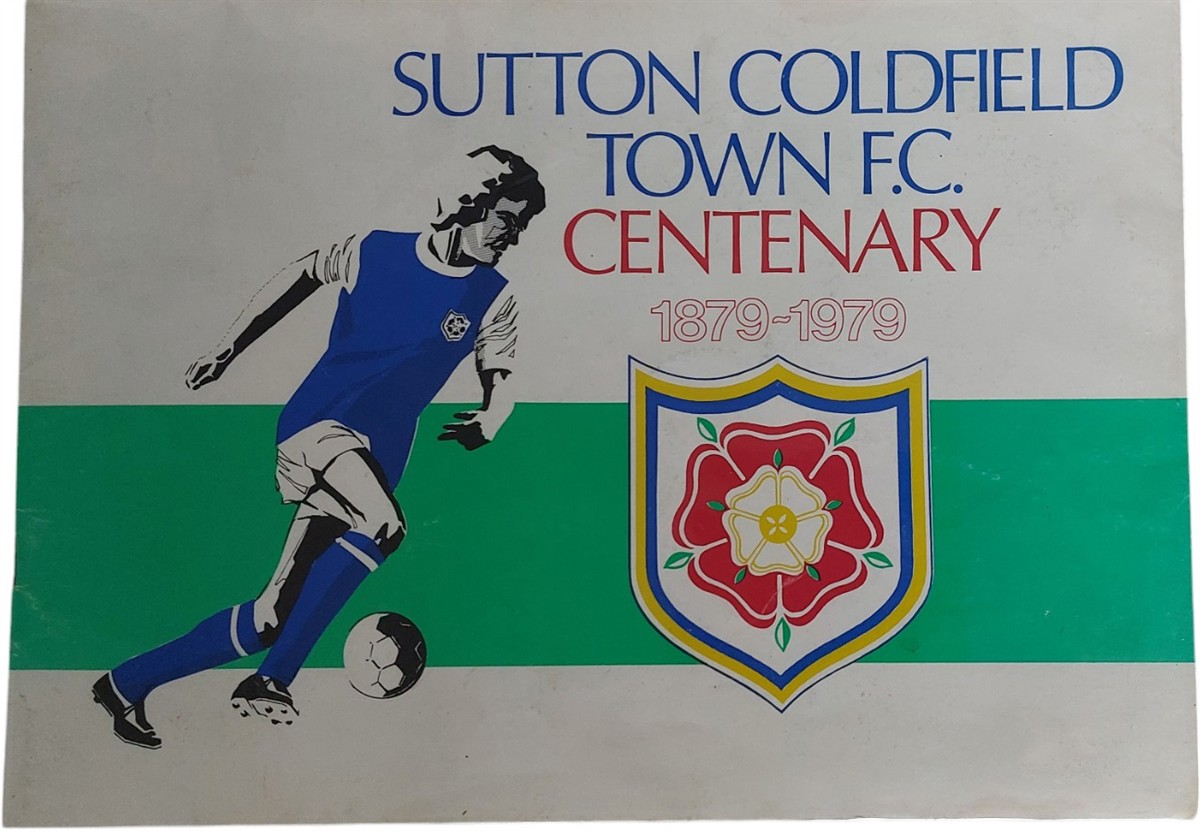 SUTTON COLDFIELD
TOWN F.C.
CENTENARY
1879~1979